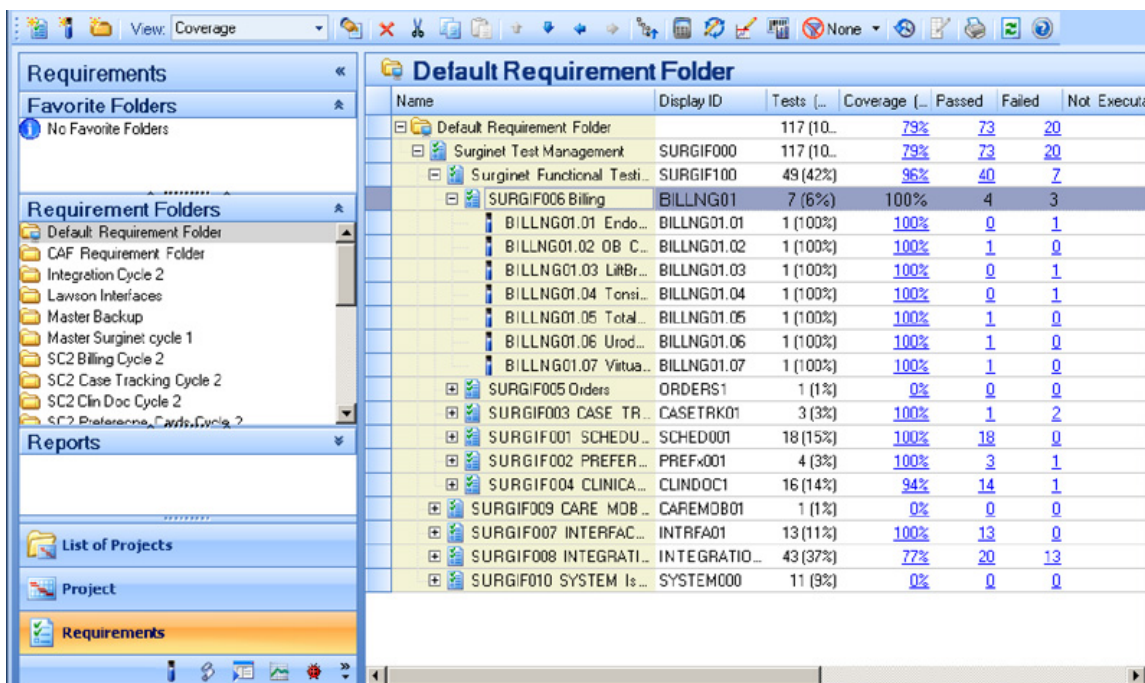 View: Coverage None
Requirements
Favorite Folders
No Favorite Folders
Requirement Folders
Default Requirement Folder
CAF Requirement Folder
Integration Cycle 2
Lawson Interfaces
Master Backup
Master Surginet cycle 1
SC2 Billing Cycle 2
SC2 Case Tracking Cycle 2
SC2 Clin Doc Cycle 2
SC2 Preference Cards Cycle 2
Reports
List of Projects
Project
Requirements
Default Requirement Folder
Name Display ID Tests (... Coverage (... Passed Failed Not Executa
Default Requirement Folder 117 (10... 79% 73 20
Surginet Test Management SURGIF000 117 (10... 79% 73 20
Surginet Functional Testi... SURGIF100 49 (42%) 96% 40 7
SURGIF006 Billing BILLNG01 7 (6%) 100% 4 3
BILLNG01.01 Endo... BILLNG01.01 1 (100%) 100% 0 1
BILLNG01.02 OB C... BILLNG01.02 1 (100%) 100% 1 0
BILLNG01.03 LiftBr... BILLNG01.03 1 (100%) 100% 0 1
BILLNG01.04 Tonsi... BILLNG01.04 1 (100%) 100% 0 1
BILLNG01.05 Total... BILLNG01.05 1 (100%) 100% 1 0
BILLNG01.06 Urod... BILLNG01.06 1 (100%) 100% 1 0
BILLNG01.07 Virtua... BILLNG01.07 1 (100%) 100% 1 0
SURGIF005 Orders ORDERS1 1 (1%) 0% 0 0
SURGIF003 CASE TR... CASETRK01 3 (3%) 100% 1 2
SURGIF001 SCHEDU... SCHED001 18 (15%) 100% 18 0
SURGIF002 PREFER... PREFx001 4 (3%) 100% 3 1
SURGIF004 CLINICA... CLINDOC1 16 (14%) 94% 14 1
SURGIF009 CARE MOB... CAREMOB01 1 (1%) 0% 0 0
SURGIF007 INTERFAC... INTRFA01 13 (11%) 100% 13 0
SURGIF008 INTEGRATI... INTEGRATIO... 43 (37%) 77% 20 13
SURGIF010 SYSTEM Is... SYSTEM000 11 (9%) 0% 0 0